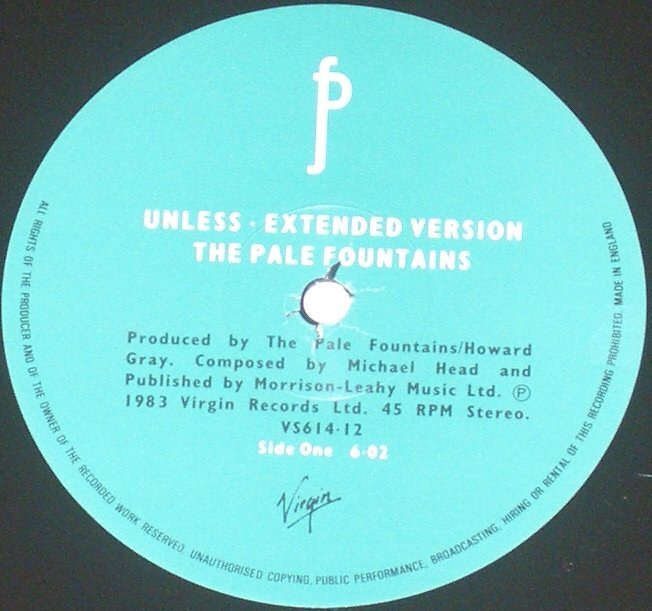 fp
UNLESS · EXTENDED VERSION
THE PALE FOUNTAINS
Produced by The Pale Fountains/Howard
Gray. Composed by Michael Head and
Published by Morrison-Leahy Music Ltd. Ⓟ
1983 Virgin Records Ltd. 45 RPM Stereo.
VS614·12
Side One 6·02
Virgin
ALL RIGHTS OF THE PRODUCER AND OF THE OWNER OF THE RECORDED WORK RESERVED. UNAUTHORISED COPYING, PUBLIC PERFORMANCE, BROADCASTING, HIRING OR RENTAL OF THIS RECORDING PROHIBITED. MADE IN ENGLAND